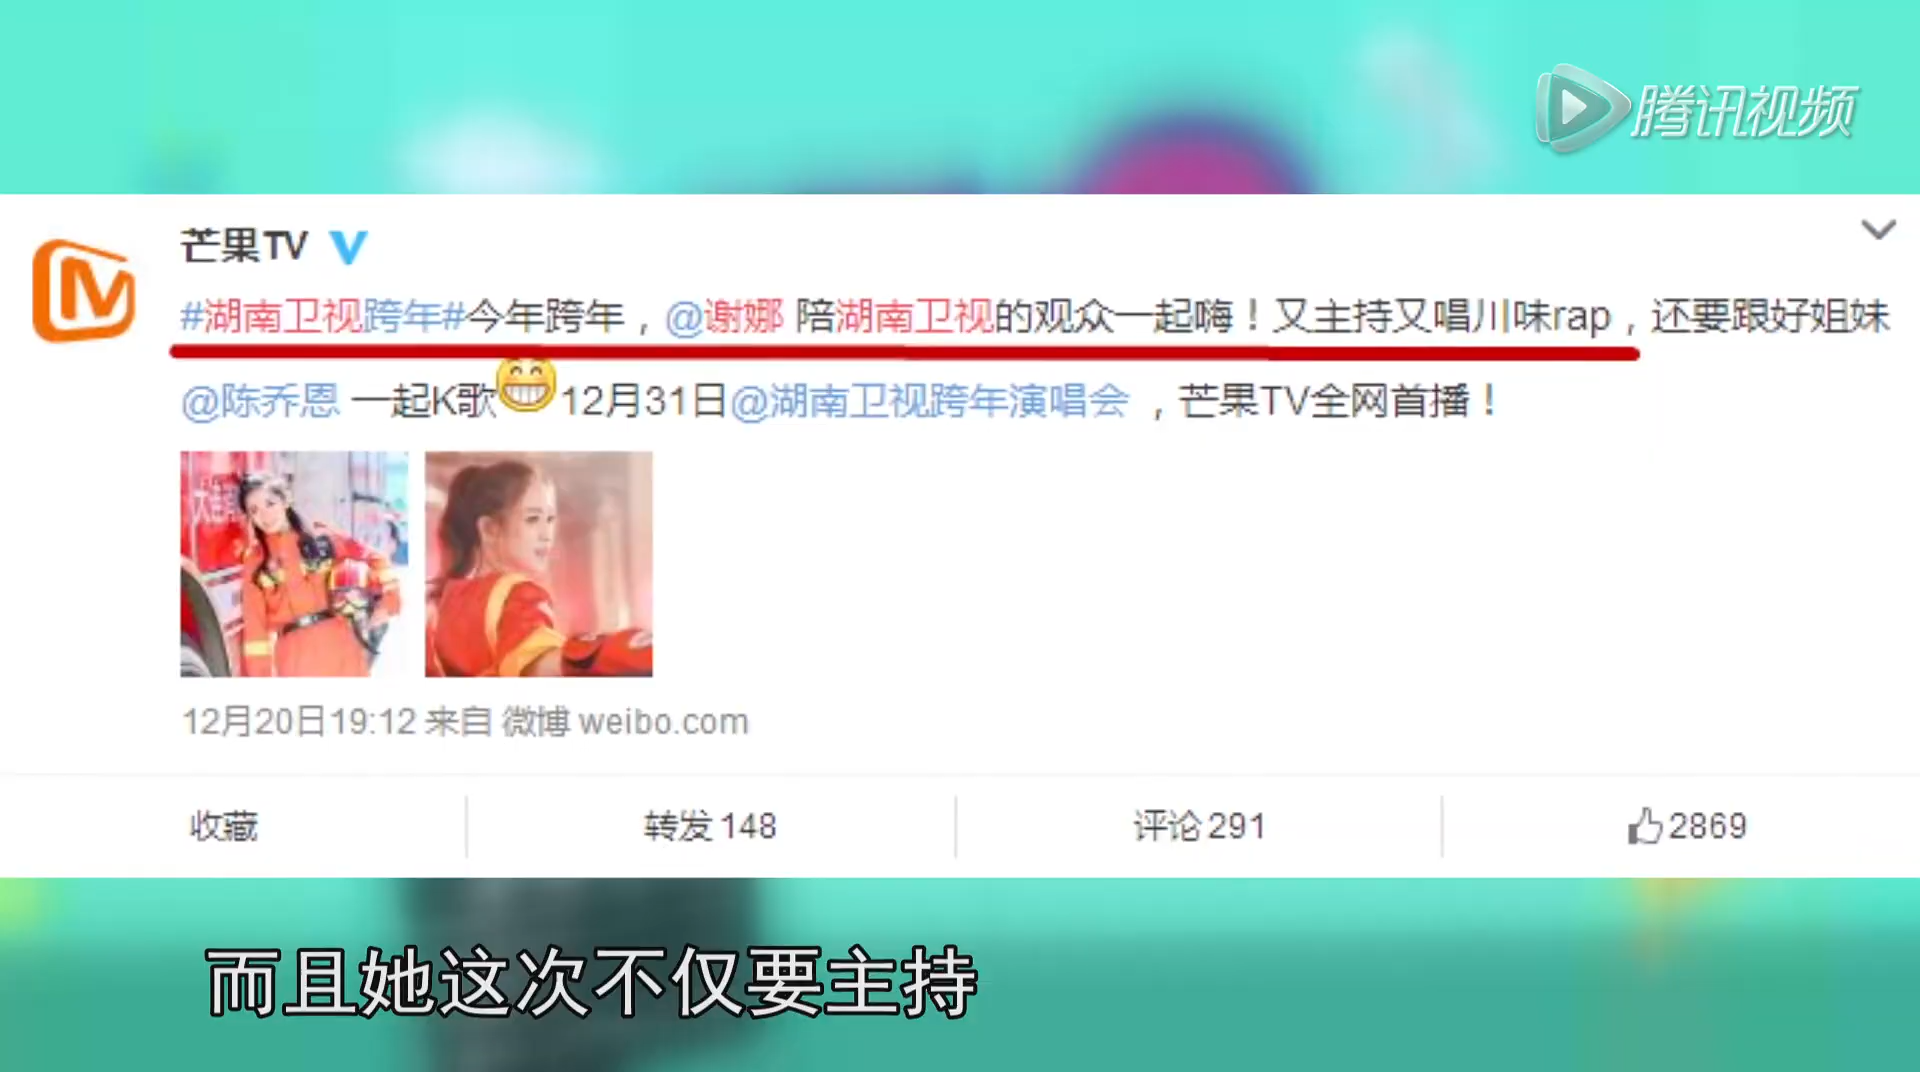 腾讯视频
芒果TV
#湖南卫视跨年#今年跨年，@谢娜 陪湖南卫视的观众一起嗨！又主持又唱川味rap，还要跟好姐妹
@陈乔恩 一起K歌 12月31日@湖南卫视跨年演唱会 ，芒果TV全网首播！
12月20日19:12 来自 微博 weibo.com
收藏 转发 148 评论 291 2869
而且她这次不仅要主持